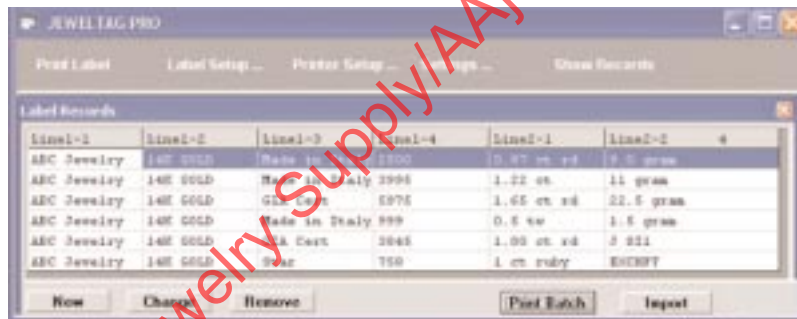 JEWELTAG PRO
Print Label Label Setup ... Printer Setup ... Settings ... Show Records
Label Records
Line1-1 Line1-2 Line1-3 Line1-4 Line2-1 Line2-2
ABC Jewelry 14K GOLD Made in 0.97 ct rd
ABC Jewelry 14K GOLD Made in Italy 3995 1.22 ct 11 gram
ABC Jewelry 14K GOLD GIA Cert 5975 1.65 ct rd 22.5 gram
ABC Jewelry 14K GOLD Made in Italy 999 0.5 tw 1.5 gram
ABC Jewelry 14K GOLD Cert 1.00 ct rd
ABC Jewelry 14K GOLD 750 1 ct ruby
New Change Remove Print Batch Import
Jewelry Supply/AAj